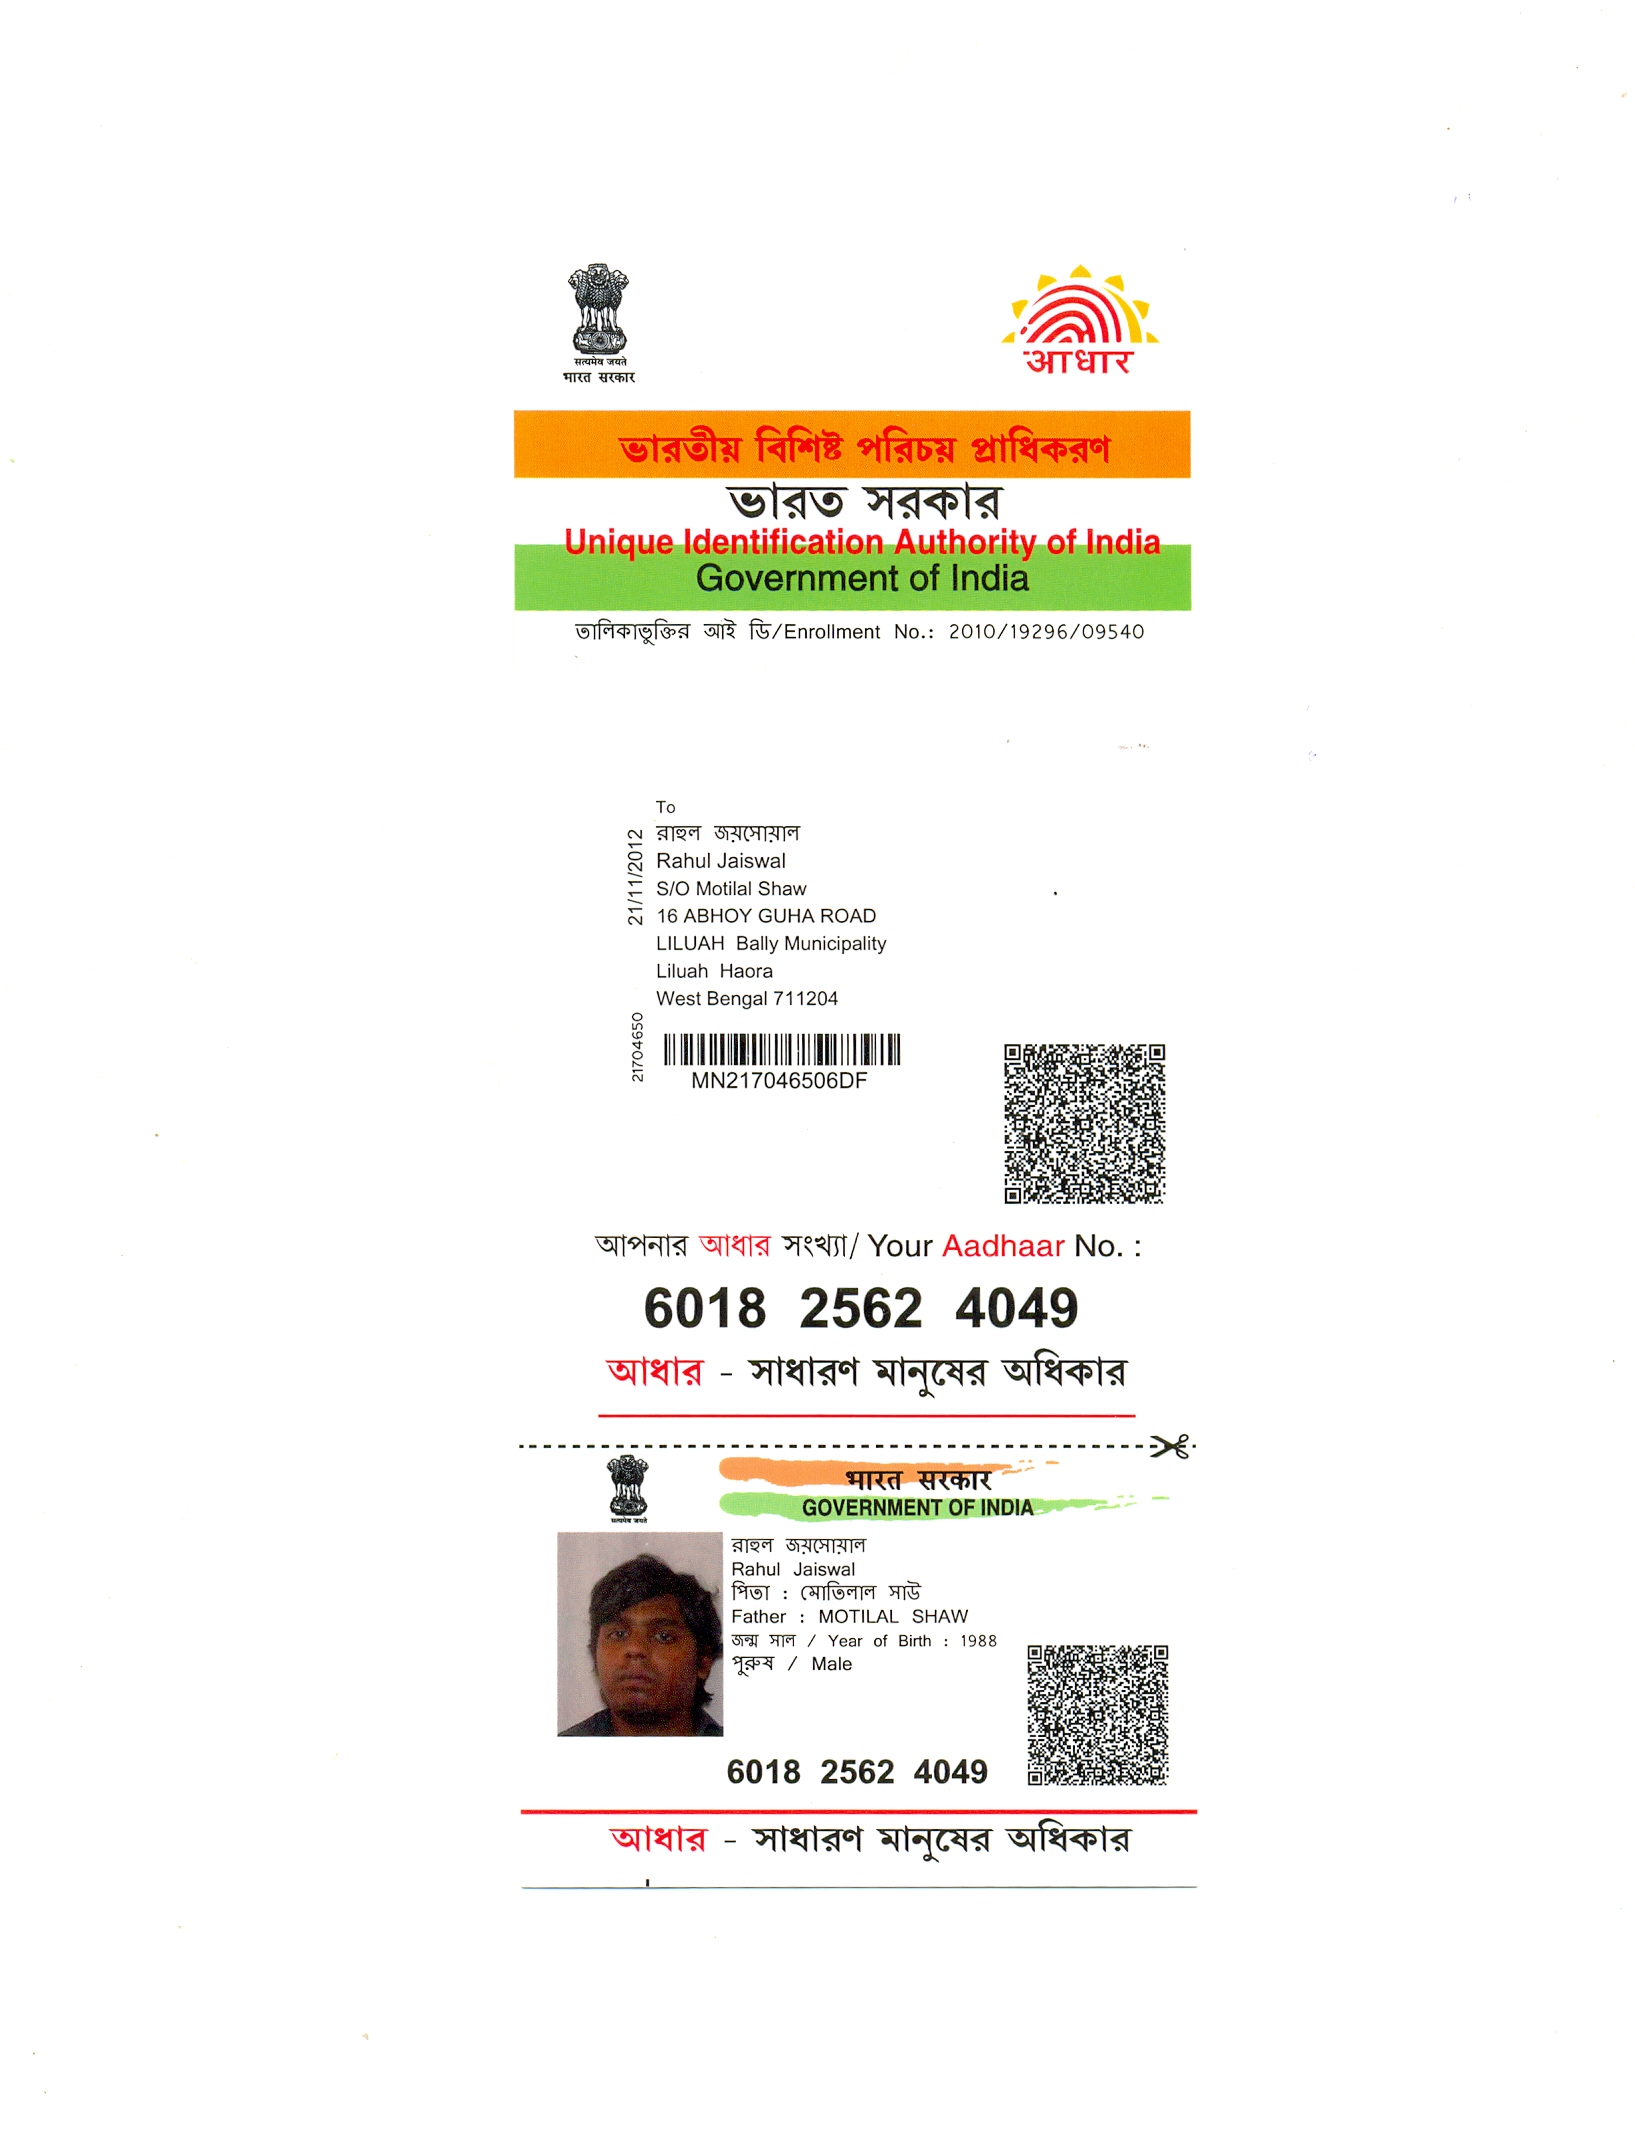 सत्यमेव जयते
भारत सरकार
आधार
ভারতীয় বিশিষ্ট পরিচয় প্রাধিকরণ
ভারত সরকার
Unique Identification Authority of India
Government of India
তালিকাভুক্তির আই ডি/Enrollment No.: 2010/19296/09540
To
রাহুল জয়সোয়াল
Rahul Jaiswal
S/O Motilal Shaw
16 ABHOY GUHA ROAD
LILUAH Bally Municipality
Liluah Haora
West Bengal 711204
21/11/2012
21704650
MN217046506DF
আপনার আধার সংখ্যা/ Your Aadhaar No. :
6018 2562 4049
আধার - সাধারণ মানুষের অধিকার
सत्यमेव जयते
भारत सरकार
GOVERNMENT OF INDIA
রাহুল জয়সোয়াল
Rahul Jaiswal
পিতা : মোতিলাল সাউ
Father : MOTILAL SHAW
জন্ম সাল / Year of Birth : 1988
পুরুষ / Male
6018 2562 4049
আধার - সাধারণ মানুষের অধিকার